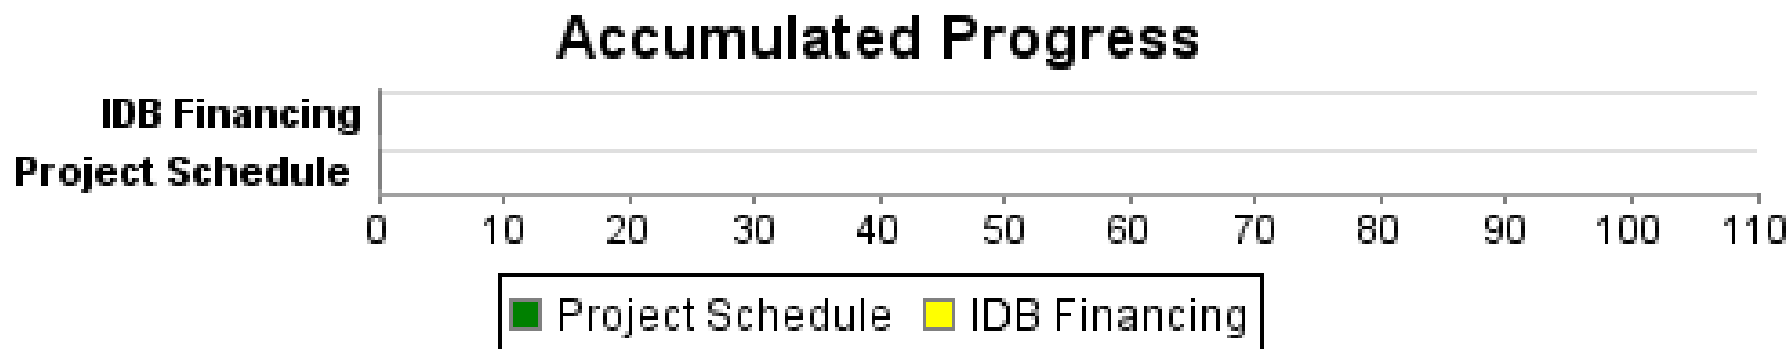 Accumulated Progress
IDB Financing
Project Schedule
0 10 20 30 40 50 60 70 80 90 100 110
Project Schedule IDB Financing